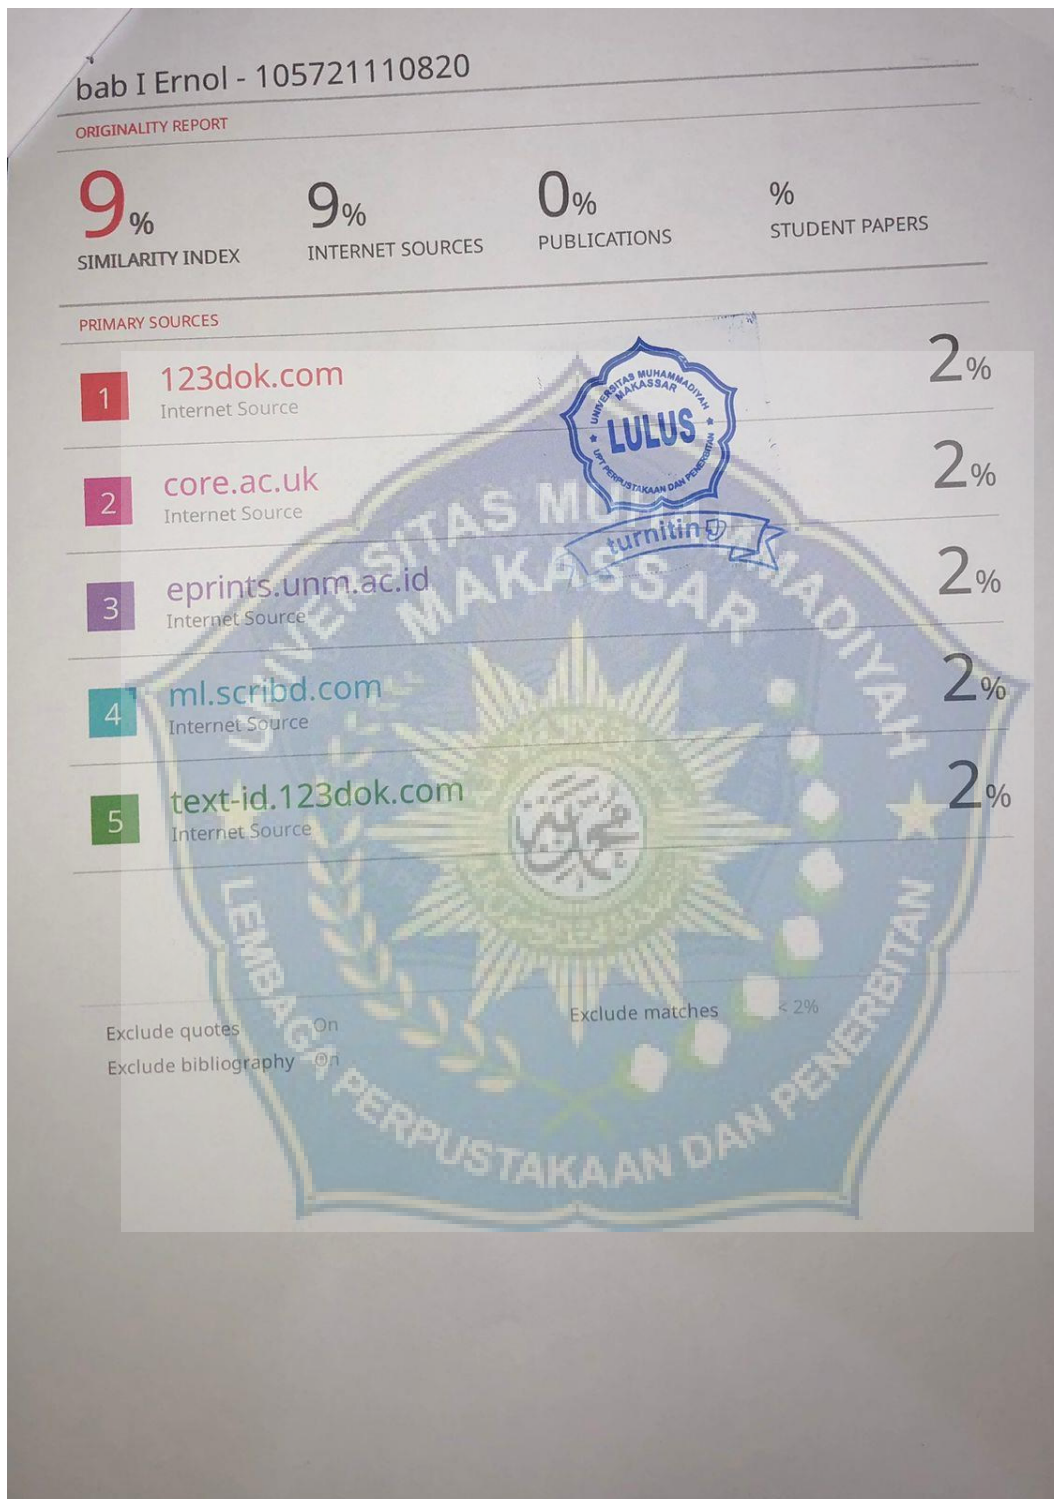 bab I Ernol - 105721110820
ORIGINALITY REPORT
9%
SIMILARITY INDEX
9%
INTERNET SOURCES
0%
PUBLICATIONS
%
STUDENT PAPERS
PRIMARY SOURCES
1
123dok.com
Internet Source
2%
2
core.ac.uk
Internet Source
2%
3
eprints.unm.ac.id
Internet Source
2%
4
ml.scribd.com
Internet Source
2%
5
text-id.123dok.com
Internet Source
2%
Exclude quotes On
Exclude bibliography On
Exclude matches < 2%
UNIVERSITAS MUHAMMADIYAH
MAKASSAR
LULUS
UPT PERPUSTAKAAN DAN PENERBITAN
turnitin
UNIVERSITAS MUHAMMADIYAH
MAKASSAR
LEMBAGA PERPUSTAKAAN DAN PENERBITAN